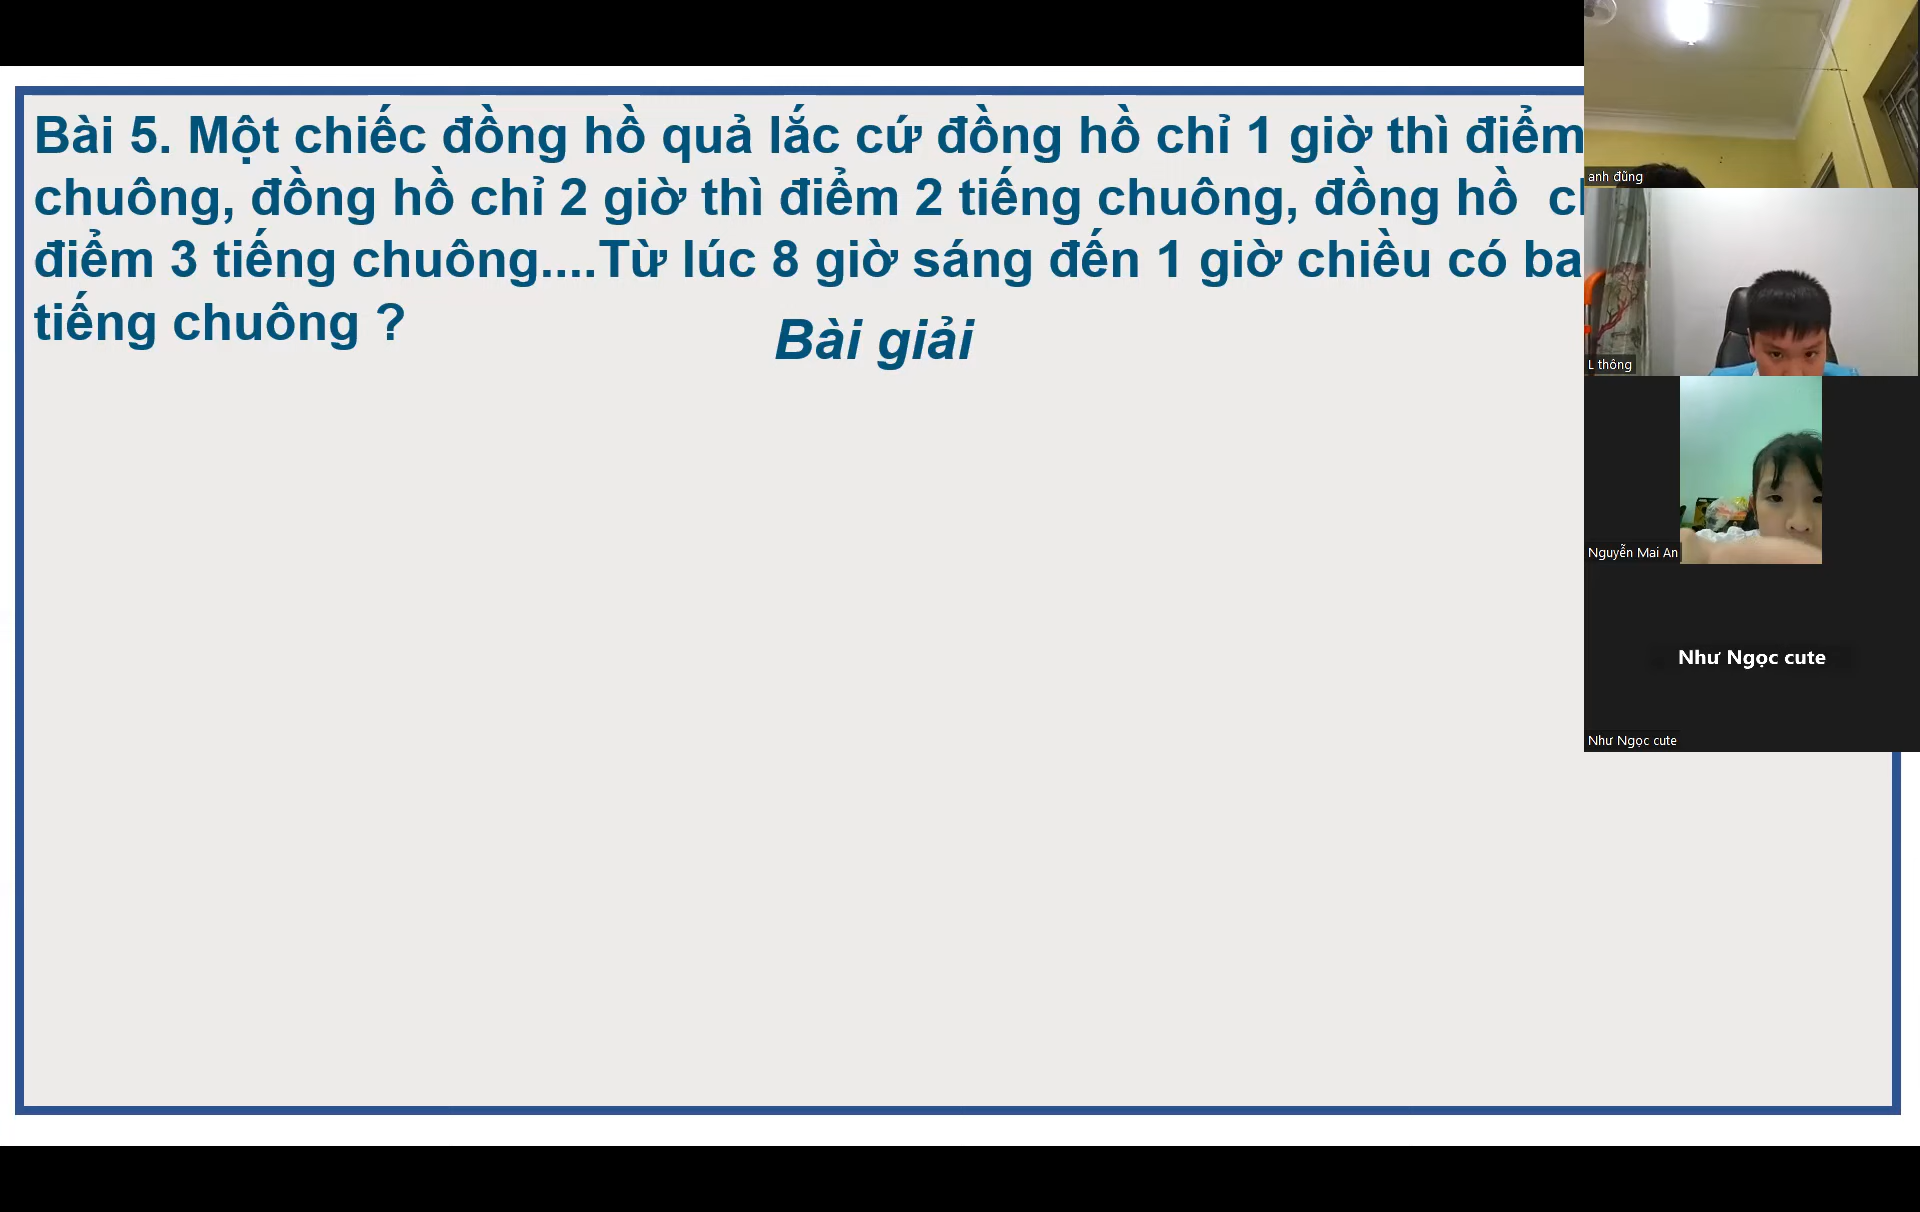 Bài 5. Một chiếc đồng hồ quả lắc cứ đồng hồ chỉ 1 giờ thì điểm
chuông, đồng hồ chỉ 2 giờ thì điểm 2 tiếng chuông, đồng hồ
điểm 3 tiếng chuông....Từ lúc 8 giờ sáng đến 1 giờ chiều có ba
tiếng chuông ?
Bài giải
anh đũng
L thông
Nguyễn Mai An
Như Ngọc cute
Như Ngọc cute